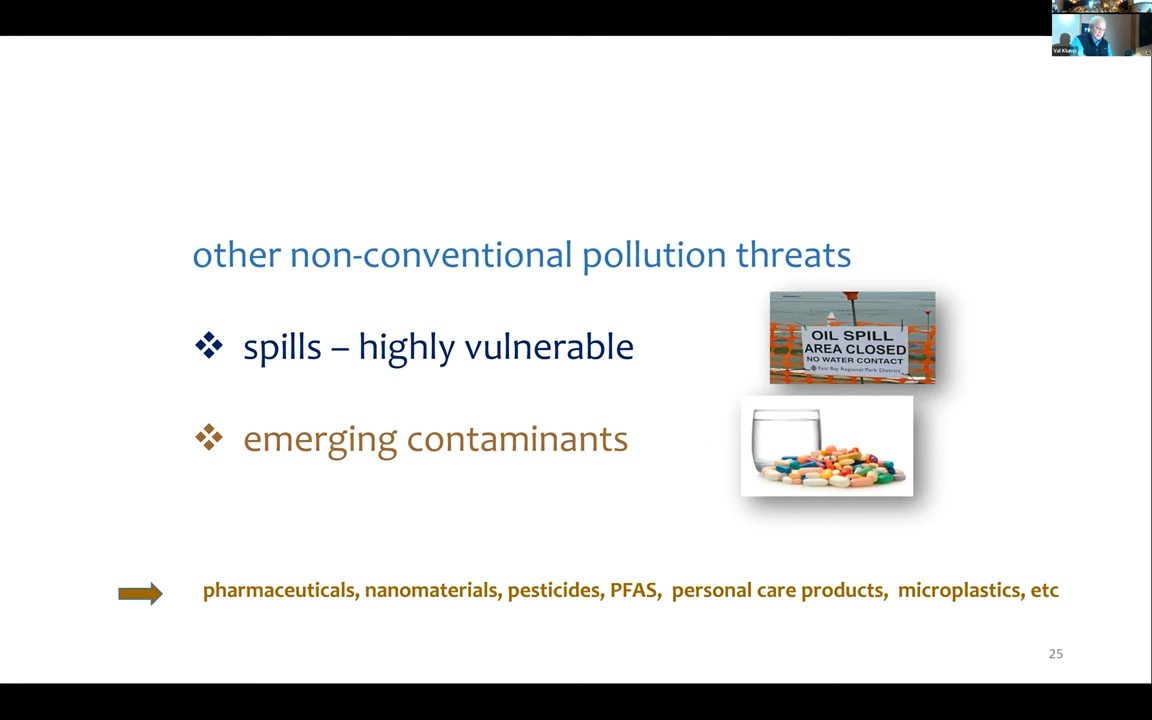 Val Klump
other non-conventional pollution threats
❖ spills – highly vulnerable
OIL SPILL
AREA CLOSED
NO WATER CONTACT
East Bay Regional Park District
❖ emerging contaminants
pharmaceuticals, nanomaterials, pesticides, PFAS, personal care products, microplastics, etc
25